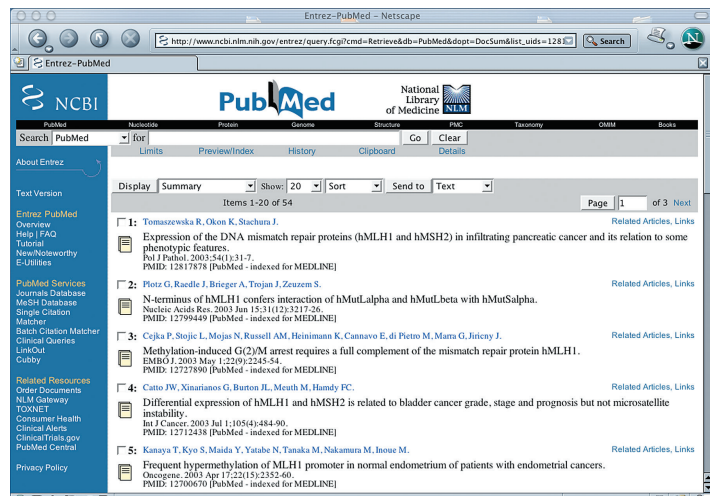 Entrez-PubMed - Netscape
http://www.ncbi.nlm.nih.gov/entrez/query.fcgi?cmd=Retrieve&db=PubMed&dopt=DocSum&list_uids=1281
Search
N
Entrez-PubMed
NCBI
PubMed
National
Library
of Medicine
NLM
PubMed Nucleotide Protein Genome Structure PMC Taxonomy OMIM Books
Search PubMed for Go Clear
Limits Preview/Index History Clipboard Details
About Entrez
Text Version
Entrez PubMed
Overview
Help | FAQ
Tutorial
New/Noteworthy
E-Utilities
PubMed Services
Journals Database
MeSH Database
Single Citation
Matcher
Batch Citation Matcher
Clinical Queries
LinkOut
Cubby
Related Resources
Order Documents
NLM Gateway
TOXNET
Consumer Health
Clinical Alerts
ClinicalTrials.gov
PubMed Central
Privacy Policy
Display Summary Show: 20 Sort Send to Text
Items 1-20 of 54 Page 1 of 3 Next
1: Tomaszewska R, Okon K, Stachura J. Related Articles, Links
Expression of the DNA mismatch repair proteins (hMLH1 and hMSH2) in infiltrating pancreatic cancer and its relation to some
phenotypic features.
Pol J Pathol. 2003;54(1):31-7.
PMID: 12817878 [PubMed - indexed for MEDLINE]
2: Plotz G, Raedle J, Brieger A, Trojan J, Zeuzem S. Related Articles, Links
N-terminus of hMLH1 confers interaction of hMutLalpha and hMutLbeta with hMutSalpha.
Nucleic Acids Res. 2003 Jun 15;31(12):3217-26.
PMID: 12799449 [PubMed - indexed for MEDLINE]
3: Cejka P, Stojic L, Mojas N, Russell AM, Heinimann K, Cannavo E, di Pietro M, Marra G, Jiricny J. Related Articles, Links
Methylation-induced G(2)/M arrest requires a full complement of the mismatch repair protein hMLH1.
EMBO J. 2003 May 1;22(9):2245-54.
PMID: 12727890 [PubMed - indexed for MEDLINE]
4: Catto JW, Xinarianos G, Burton JL, Meuth M, Hamdy FC. Related Articles, Links
Differential expression of hMLH1 and hMSH2 is related to bladder cancer grade, stage and prognosis but not microsatellite
instability.
Int J Cancer. 2003 Jul 1;105(4):484-90.
PMID: 12712438 [PubMed - indexed for MEDLINE]
5: Kanaya T, Kyo S, Maida Y, Yatabe N, Tanaka M, Nakamura M, Inoue M. Related Articles, Links
Frequent hypermethylation of MLH1 promoter in normal endometrium of patients with endometrial cancers.
Oncogene. 2003 Apr 17;22(15):2352-60.
PMID: 12700670 [PubMed - indexed for MEDLINE]